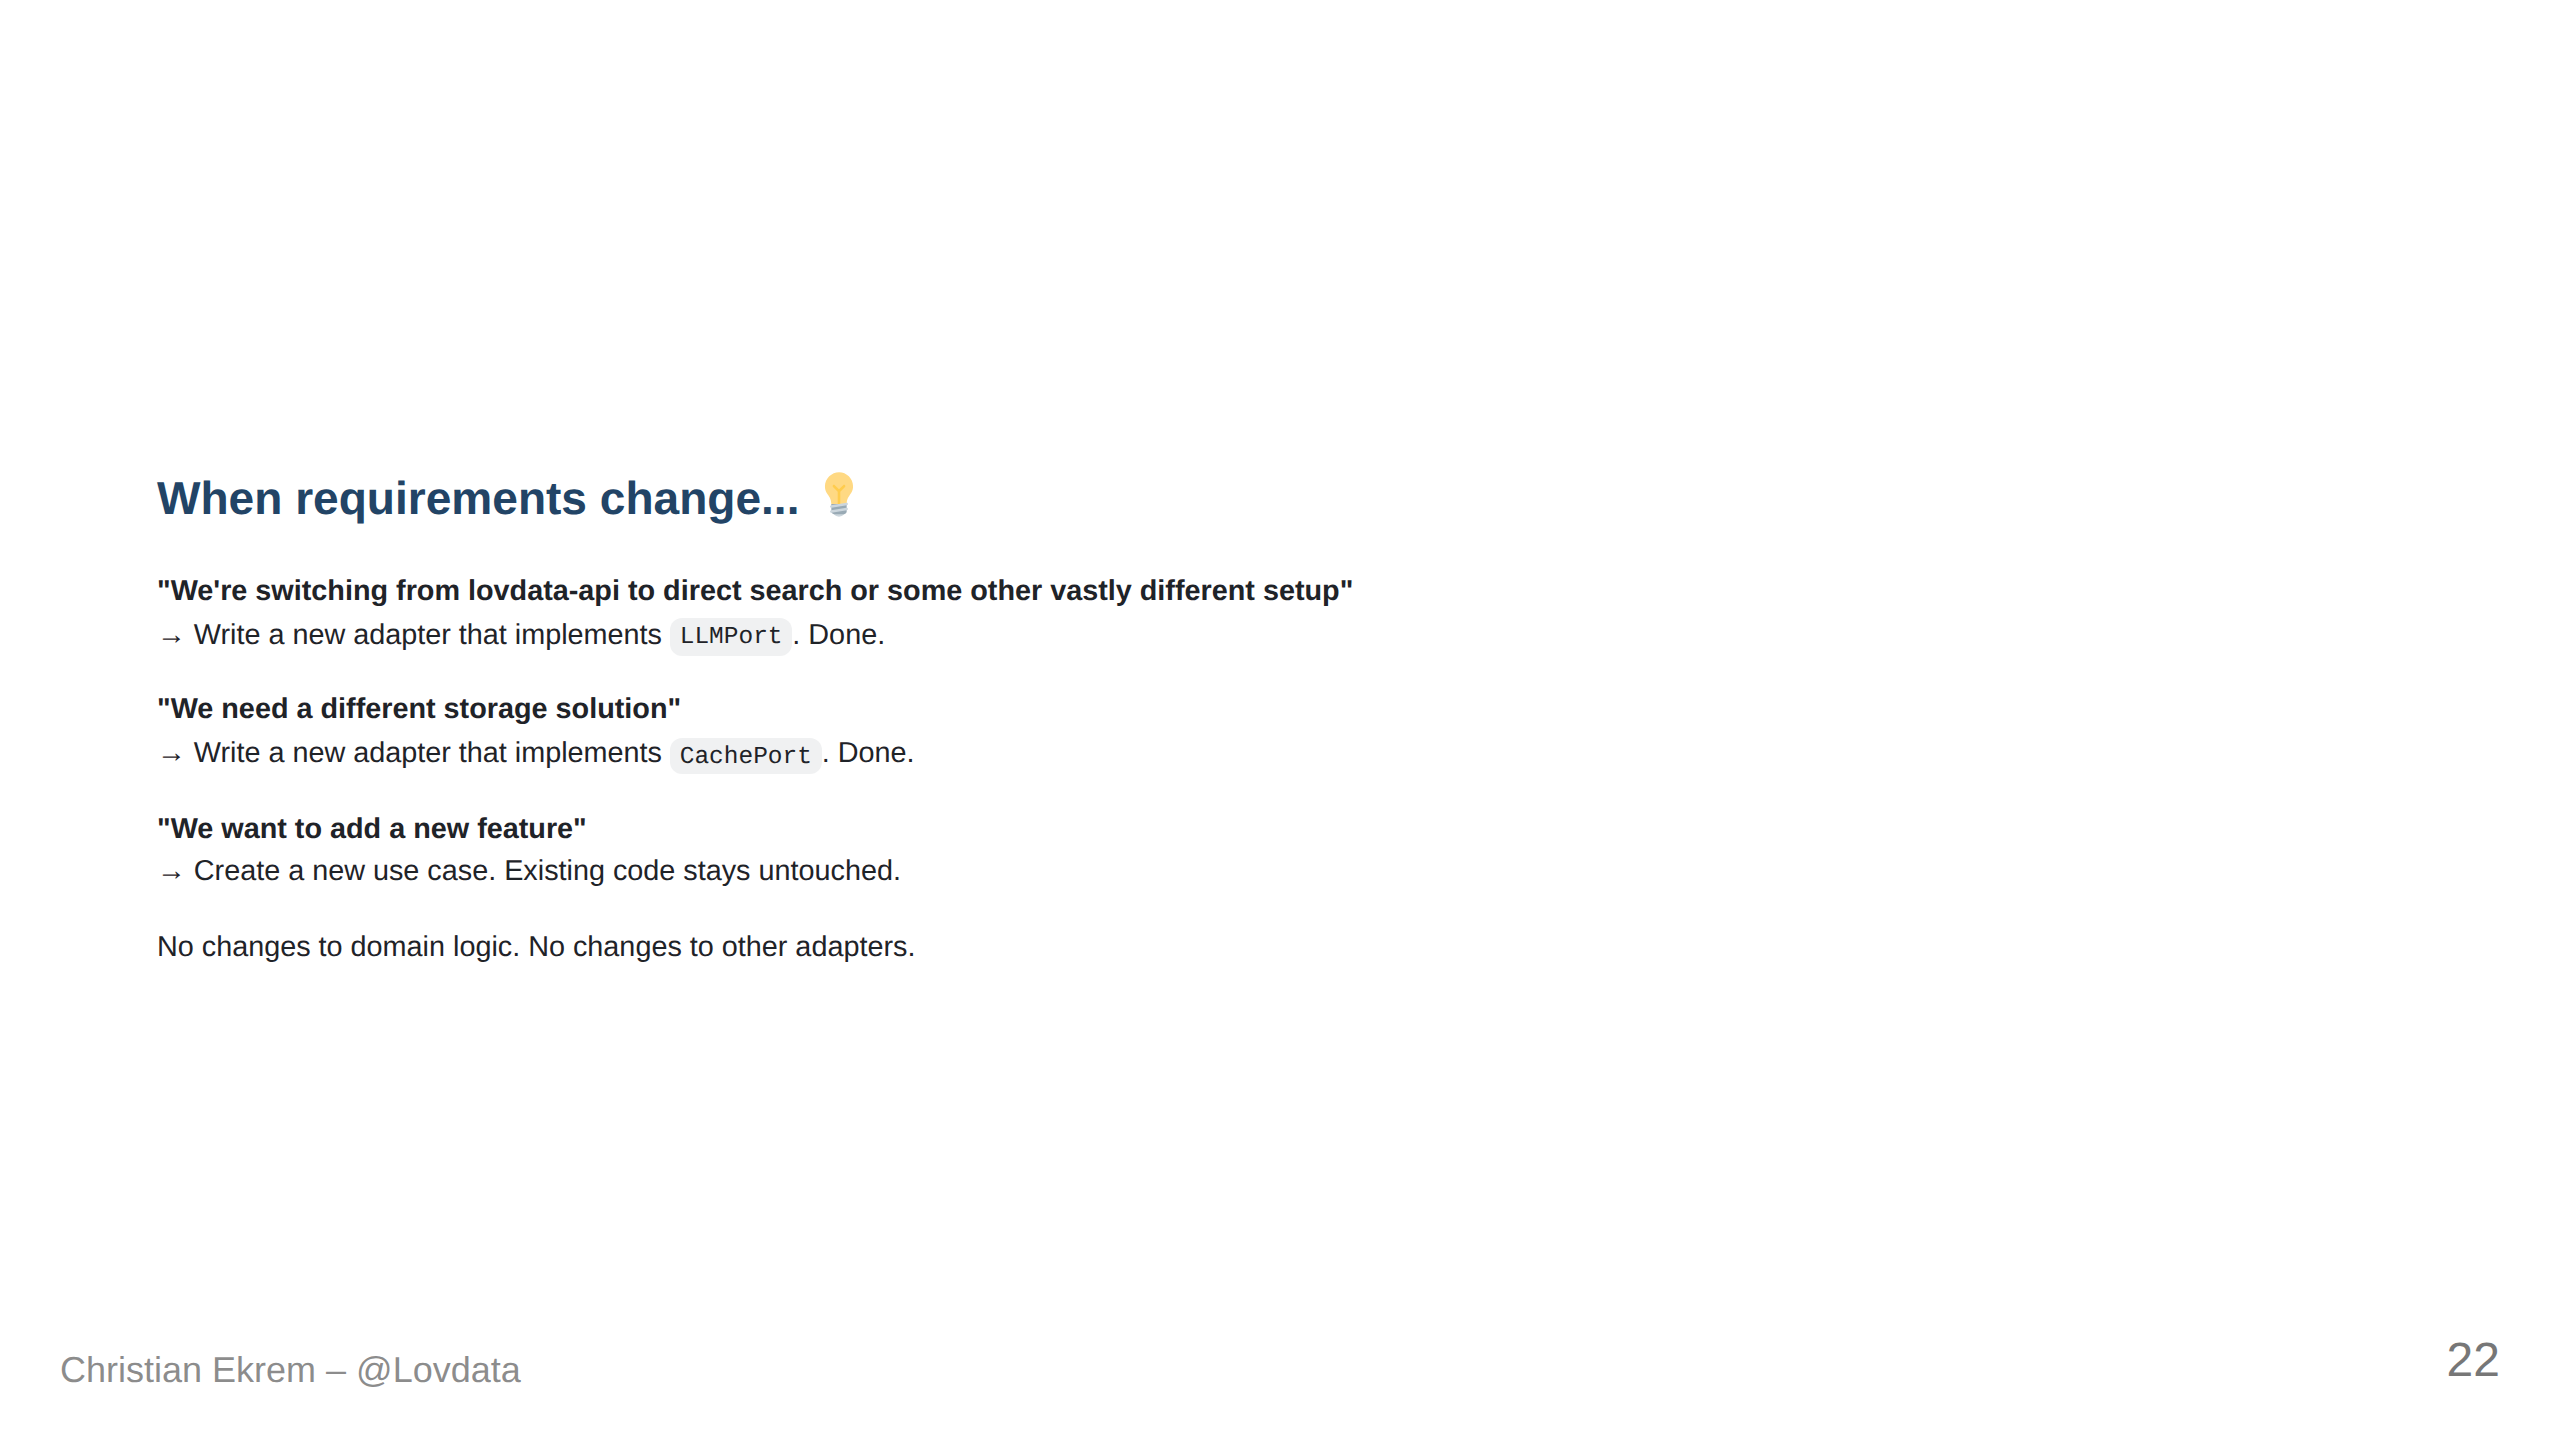 When requirements change... 💡
"We're switching from lovdata-api to direct search or some other vastly different setup"
→ Write a new adapter that implements LLMPort. Done.
"We need a different storage solution"
→ Write a new adapter that implements CachePort. Done.
"We want to add a new feature"
→ Create a new use case. Existing code stays untouched.
No changes to domain logic. No changes to other adapters.
Christian Ekrem – @Lovdata
22